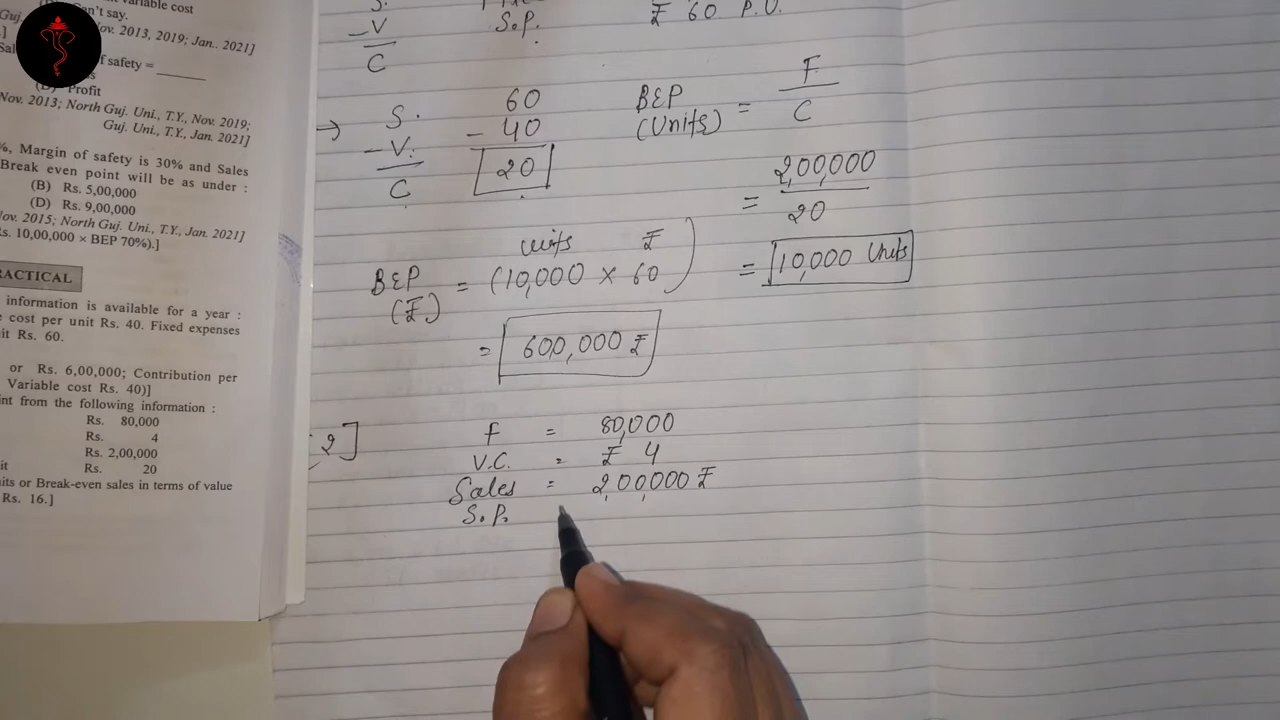 variable cost
Can't say.
Nov. 2013, 2019; Jan.. 2021]
f safety =
(D) Profit
Nov. 2013; North Guj. Uni., T.Y., Nov. 2019;
Guj. Uni., T.Y., Jan. 2021]
%, Margin of safety is 30% and Sales
Break even point will be as under :
(B) Rs. 5,00,000
(D) Rs. 9,00,000
Nov. 2015; North Guj. Uni., T.Y., Jan. 2021]
Rs. 10,00,000 × BEP 70%).]
RACTICAL
information is available for a year :
cost per unit Rs. 40. Fixed expenses
it Rs. 60.
or Rs. 6,00,000; Contribution per
Variable cost Rs. 40)]
nt from the following information :
Rs. 80,000
Rs. 4
Rs. 2,00,000
it Rs. 20
its or Break-even sales in terms of value
Rs. 16.]
S.
-V
C
S.P. ₹ 60 P.U.
→ S. 60
-V. - 40
C 20
BEP (Units) = F / C
= 2,00,000 / 20
= 10,000 Units
units ₹
BEP (₹) = (10,000 × 60)
= 600,000 ₹
2] F = 80,000
V.C. = ₹ 4
Sales = 2,00,000 ₹
S.P.